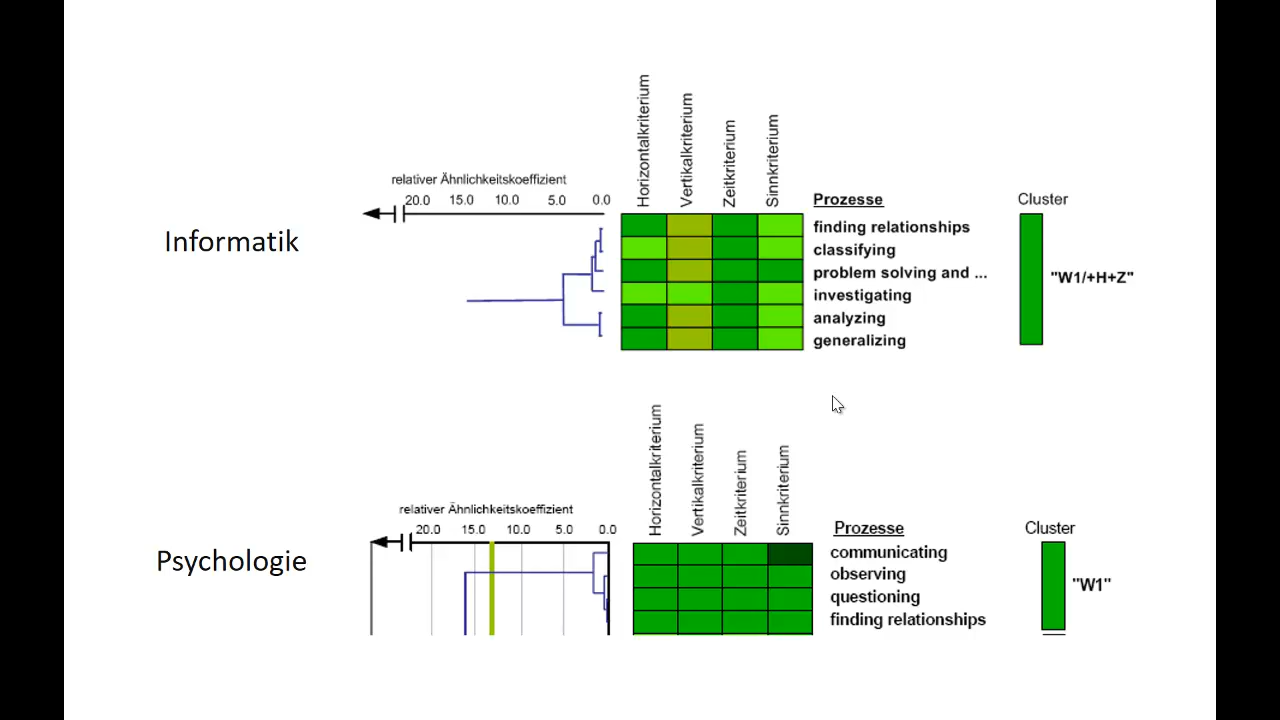 Horizontalkriterium
Vertikalkriterium
Zeitkriterium
Sinnkriterium
relativer Ähnlichkeitskoeffizient
20.0 15.0 10.0 5.0 0.0
Prozesse
Cluster
Informatik
finding relationships
classifying
problem solving and ...
investigating
analyzing
generalizing
"W1/+H+Z"
Horizontalkriterium
Vertikalkriterium
Zeitkriterium
Sinnkriterium
relativer Ähnlichkeitskoeffizient
20.0 15.0 10.0 5.0 0.0
Prozesse
Cluster
Psychologie
communicating
observing
questioning
finding relationships
"W1"